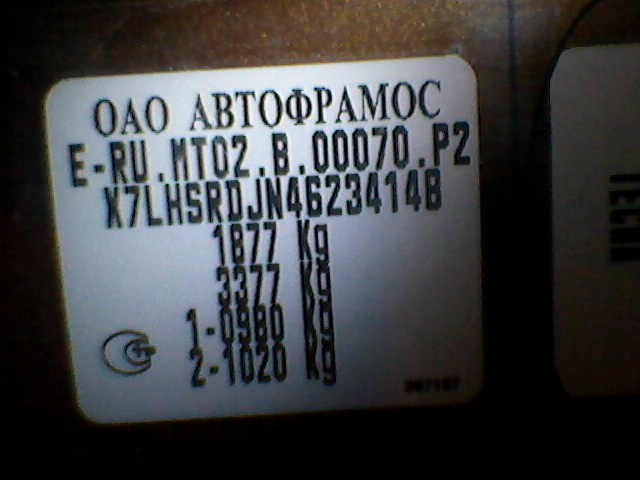 ОАО АВТОФРАМОС
E-RU.MT02.B.00070.P2
X7LHSRDJN46234148
1877 Kg
3377 Kg
1-0980 Kg
2-1020 Kg